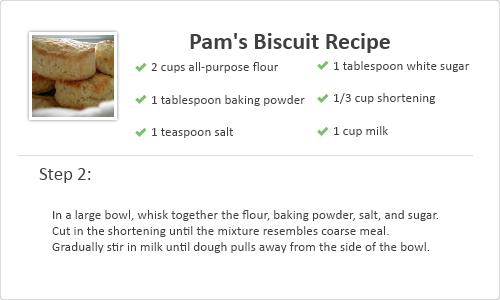 Pam's Biscuit Recipe
2 cups all-purpose flour
1 tablespoon white sugar
1 tablespoon baking powder
1/3 cup shortening
1 teaspoon salt
1 cup milk
Step 2:
In a large bowl, whisk together the flour, baking powder, salt, and sugar.
Cut in the shortening until the mixture resembles coarse meal.
Gradually stir in milk until dough pulls away from the side of the bowl.